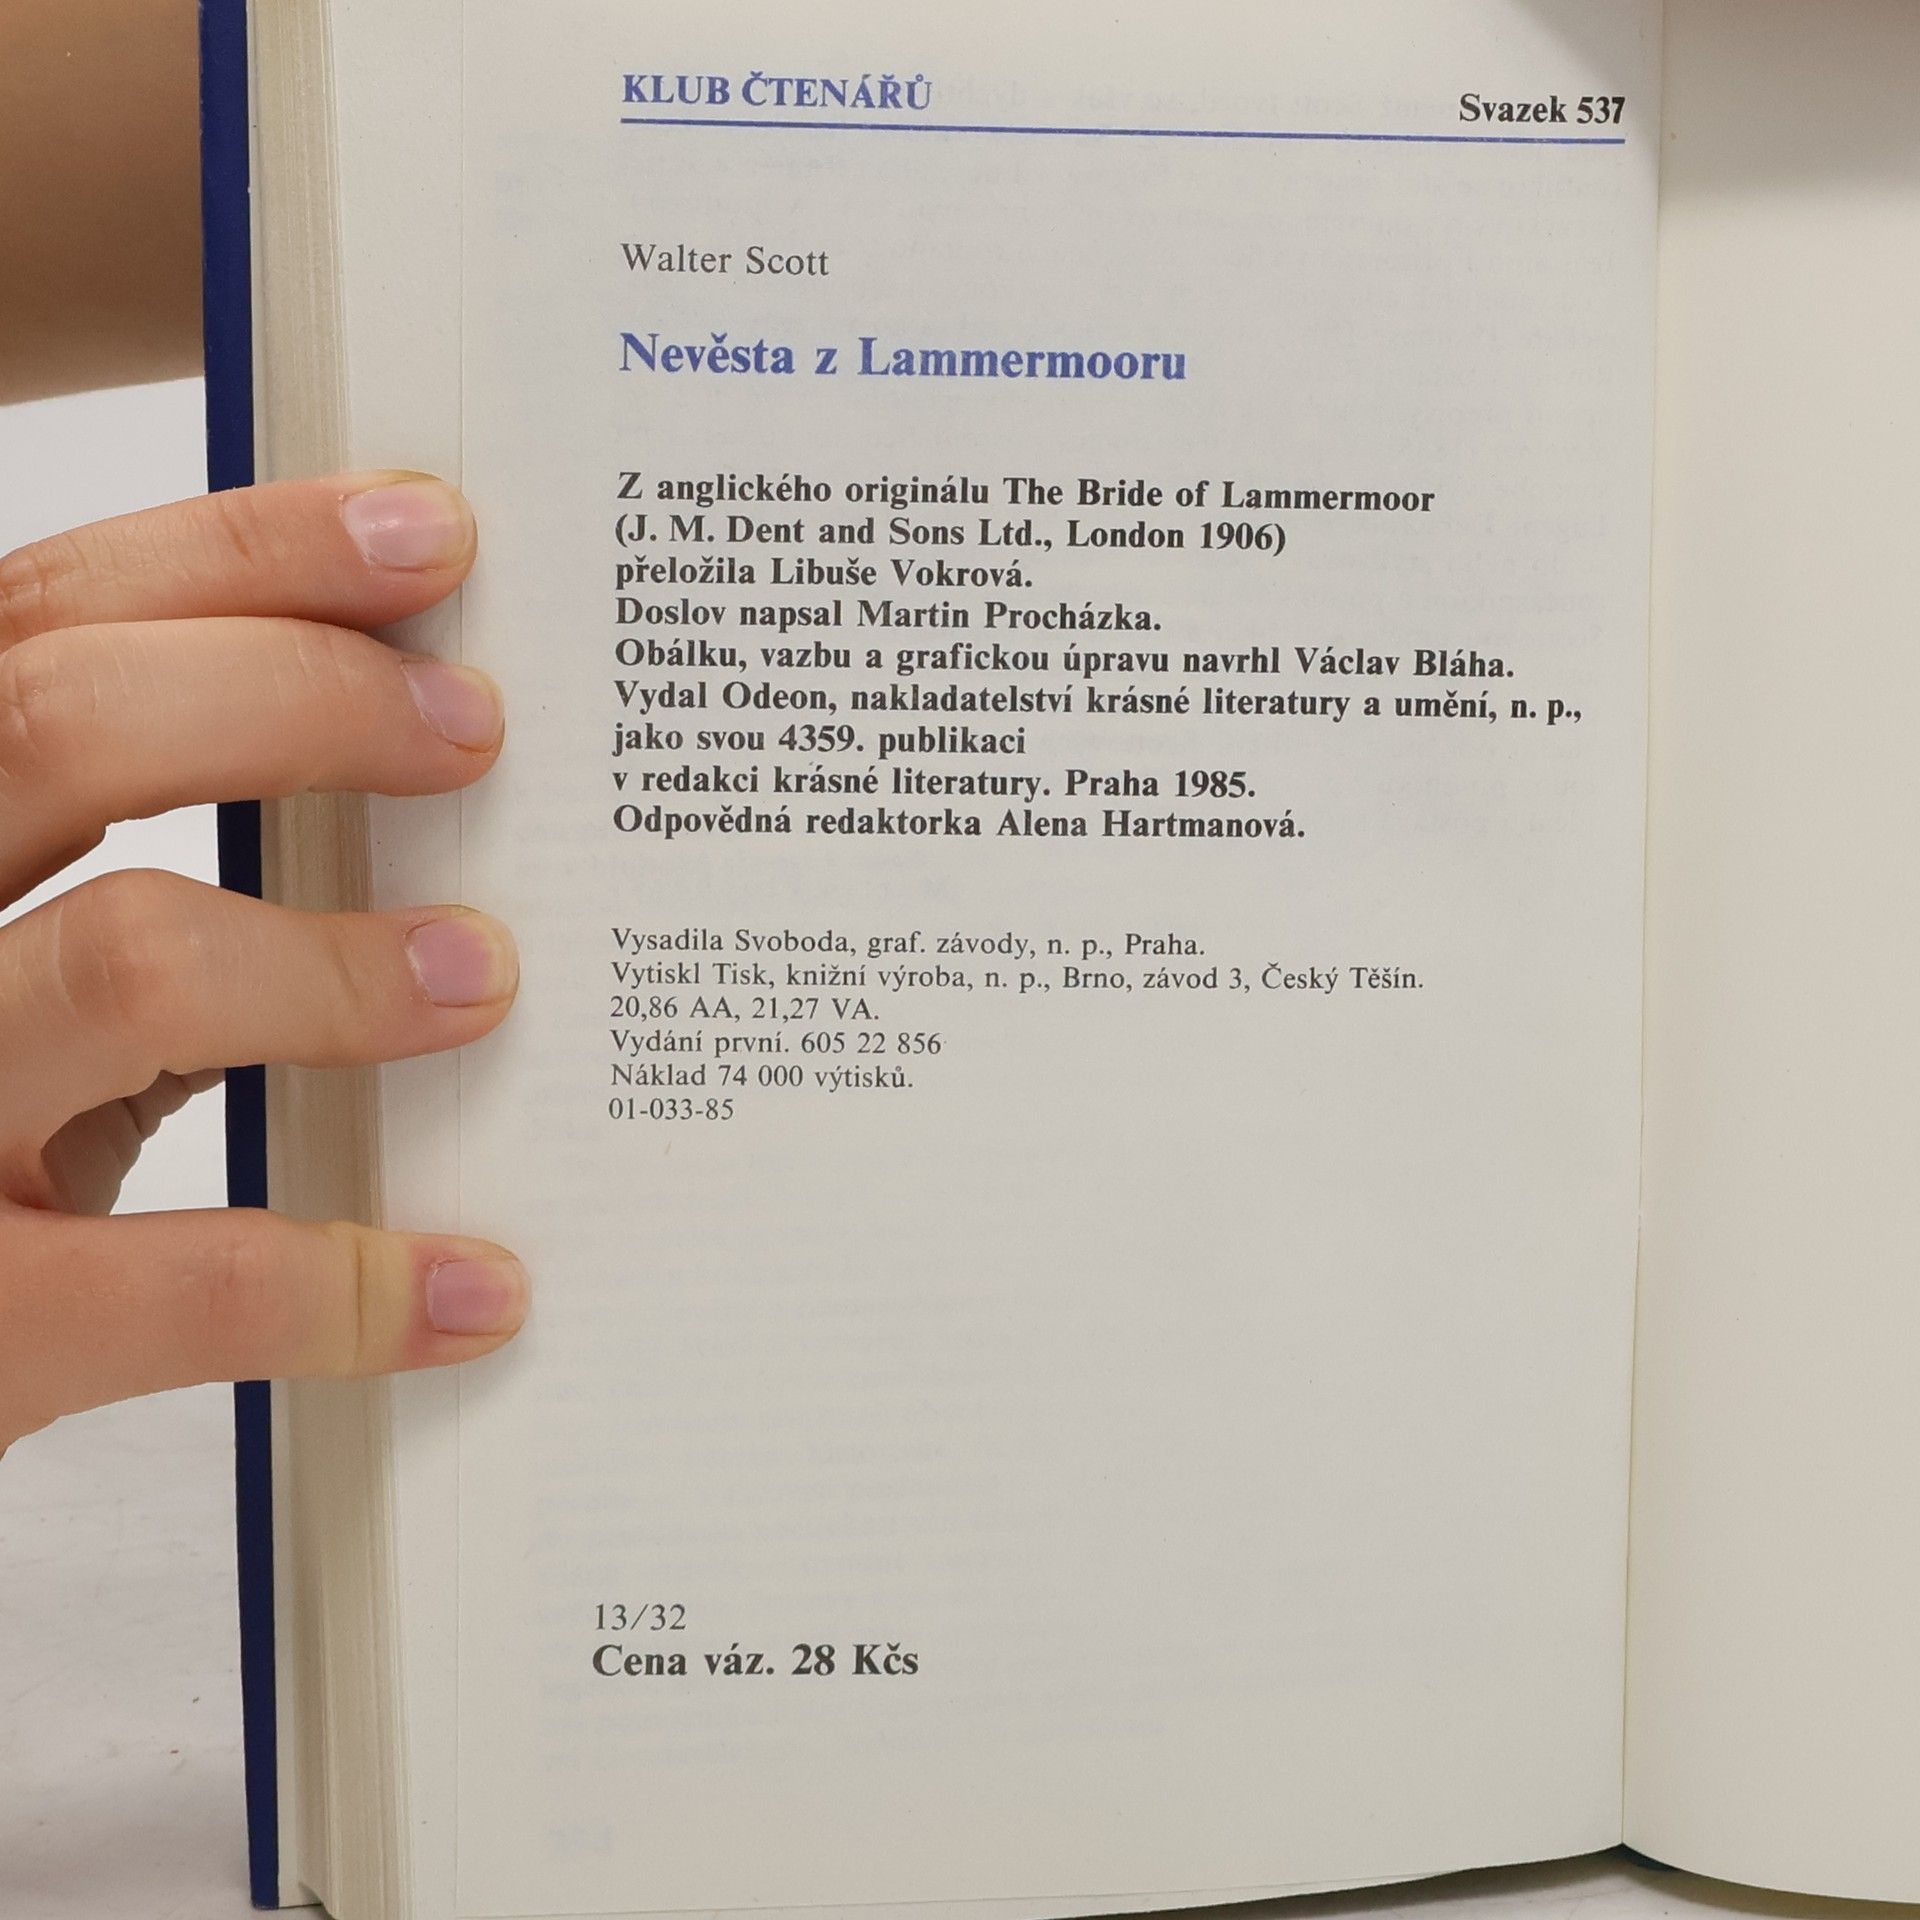 KLUB ČTENÁŘŮ
Svazek 537
Walter Scott
Nevěsta z Lammermooru
Z anglického originálu The Bride of Lammermoor
(J. M. Dent and Sons Ltd., London 1906)
přeložila Libuše Vokrová.
Doslov napsal Martin Procházka.
Obálku, vazbu a grafickou úpravu navrhl Václav Bláha.
Vydal Odeon, nakladatelství krásné literatury a umění, n. p.,
jako svou 4359. publikaci
v redakci krásné literatury. Praha 1985.
Odpovědná redaktorka Alena Hartmanová.
Vysadila Svoboda, graf. závody, n. p., Praha.
Vytiskl Tisk, knižní výroba, n. p., Brno, závod 3, Český Těšín.
20,86 AA, 21,27 VA.
Vydání první. 605 22 856
Náklad 74 000 výtisků.
01-033-85
13/32
Cena váz. 28 Kčs